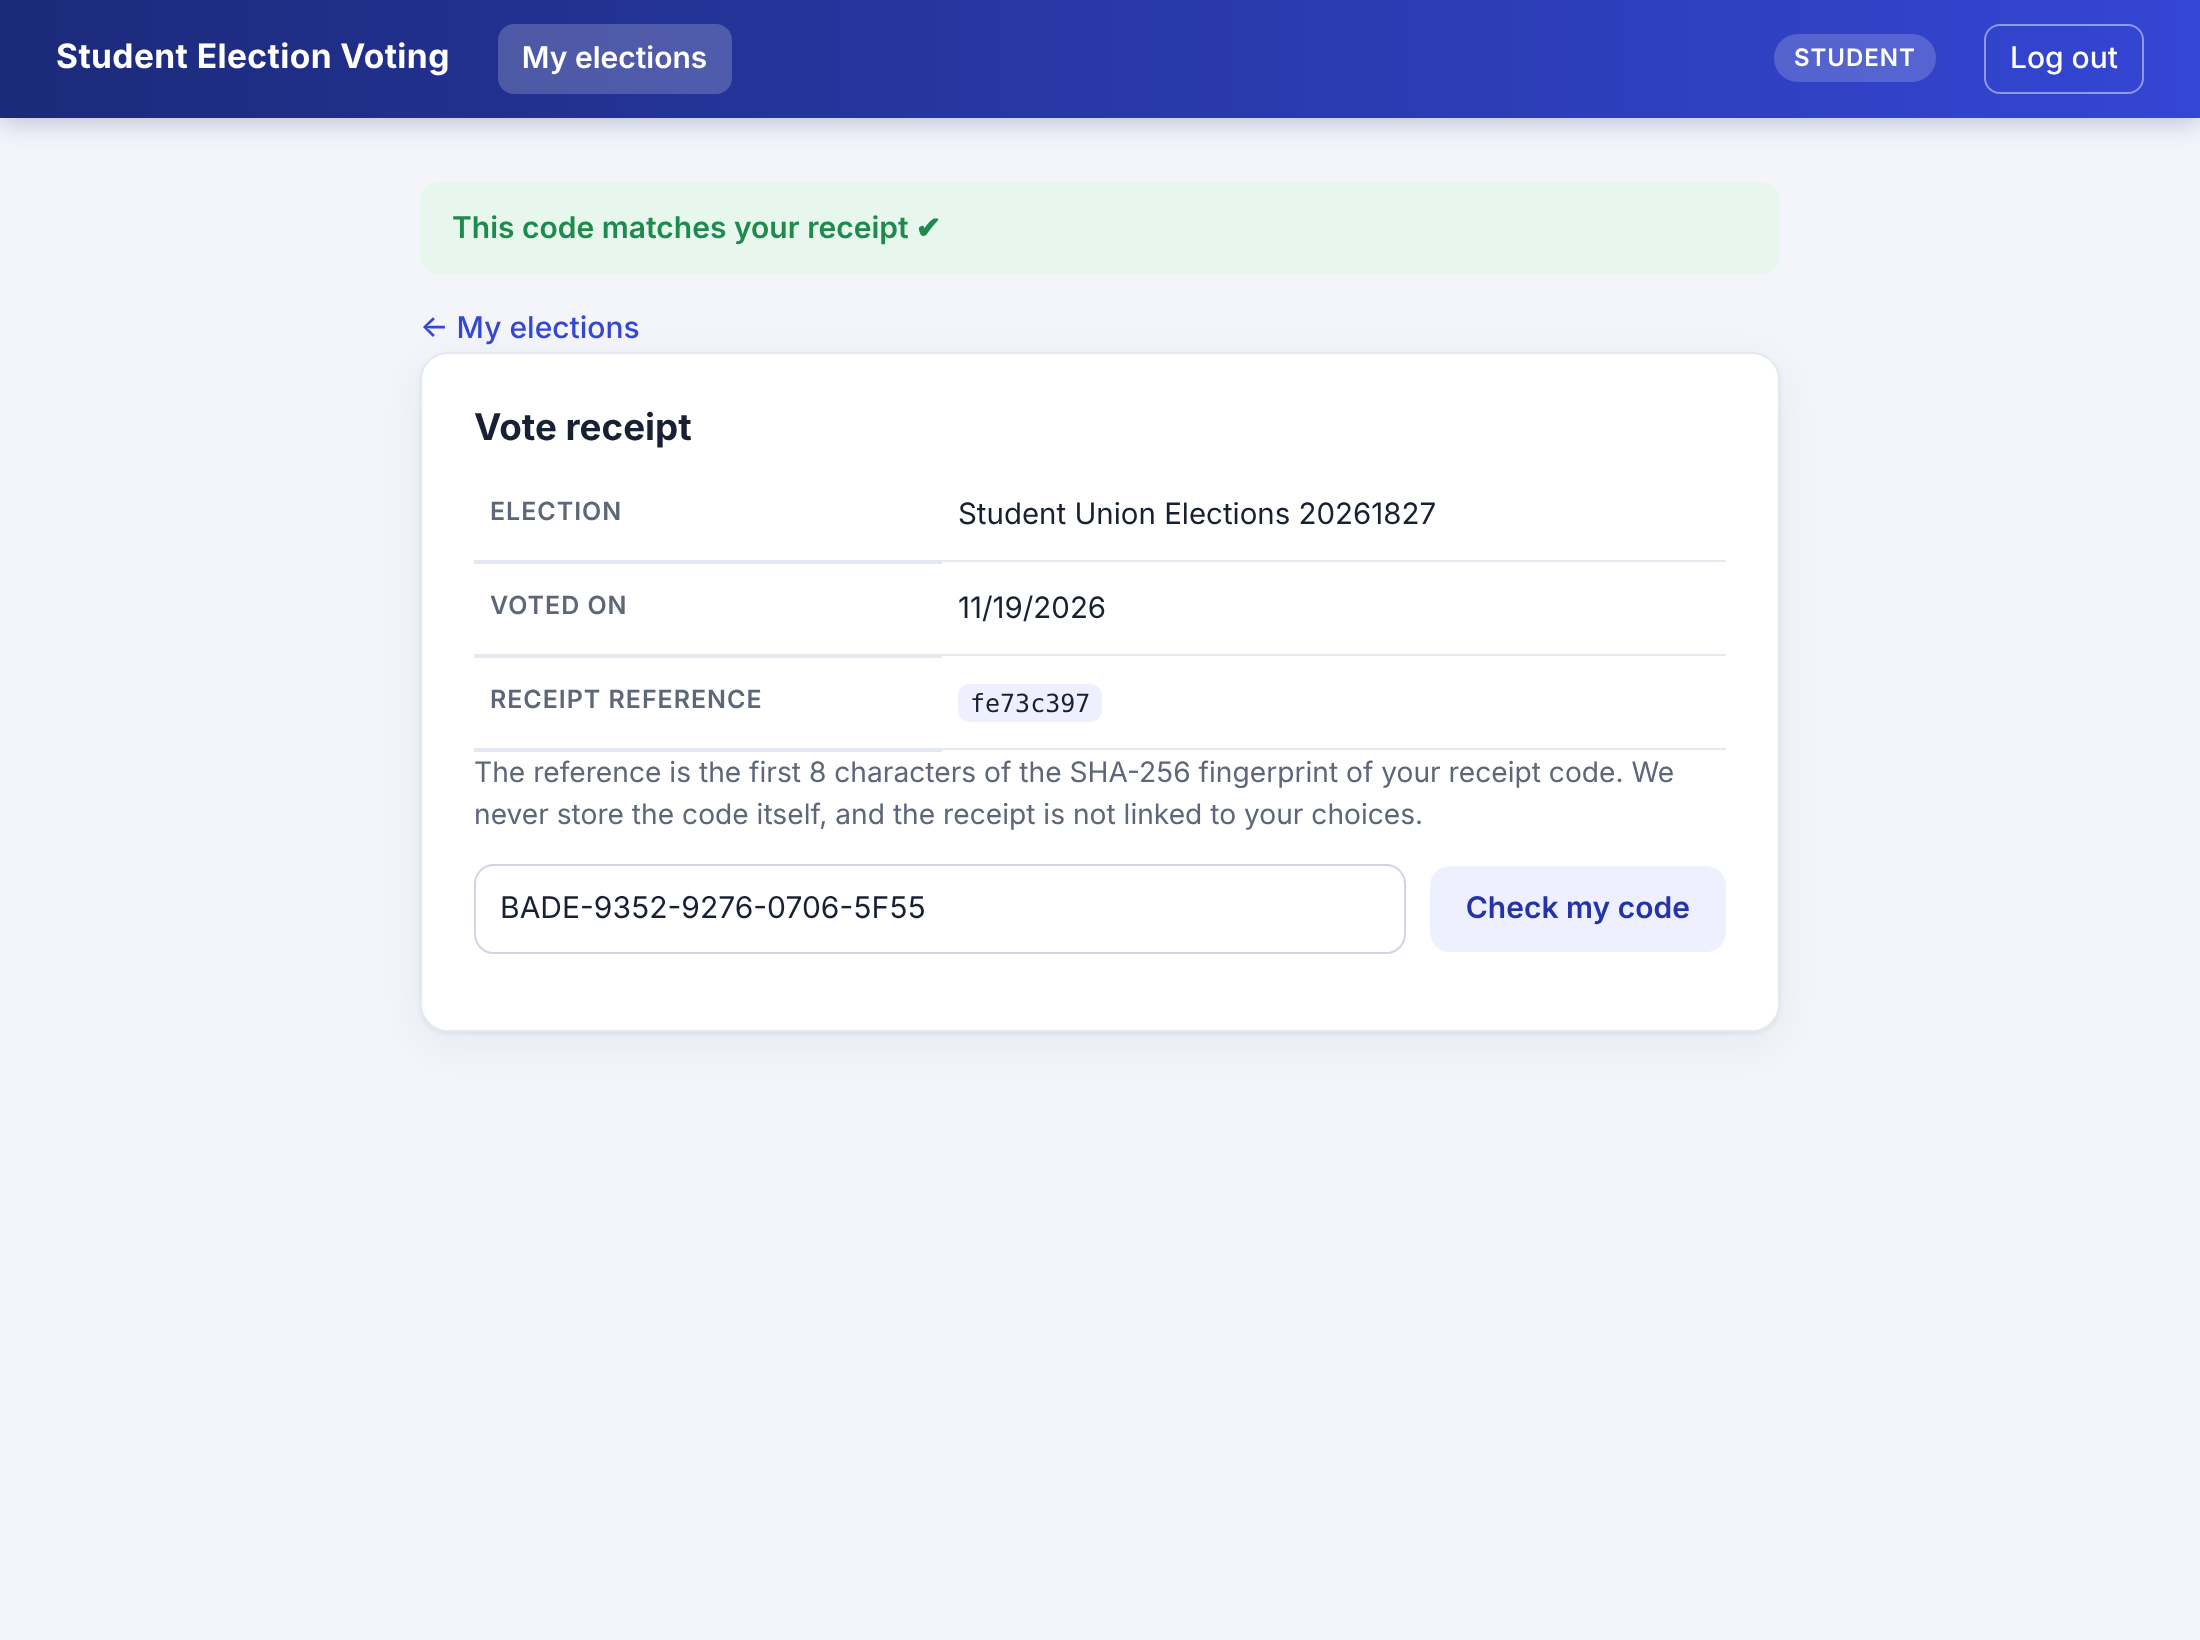 Student Election Voting
My elections
STUDENT
Log out
This code matches your receipt ✔
← My elections
Vote receipt
ELECTION
Student Union Elections 20261827
VOTED ON
11/19/2026
RECEIPT REFERENCE
fe73c397
The reference is the first 8 characters of the SHA-256 fingerprint of your receipt code. We
never store the code itself, and the receipt is not linked to your choices.
BADE-9352-9276-0706-5F55
Check my code